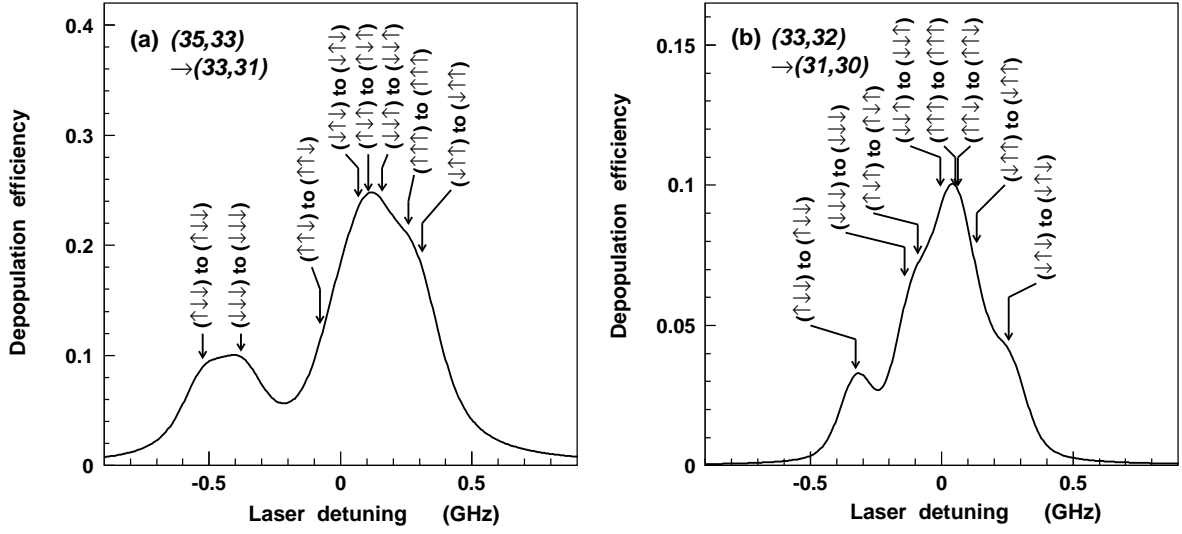 (a) (35,33)
→(33,31)
to
to
to
to
to
to
to
to
0.4
0.3
0.2
0.1
0
-0.5
0
0.5
Depopulation efficiency
Laser detuning (GHz)
(b) (33,32)
→(31,30)
to
to
to
to
to
to
to
to
0.15
0.1
0.05
0
-0.5
0
0.5
Depopulation efficiency
Laser detuning (GHz)